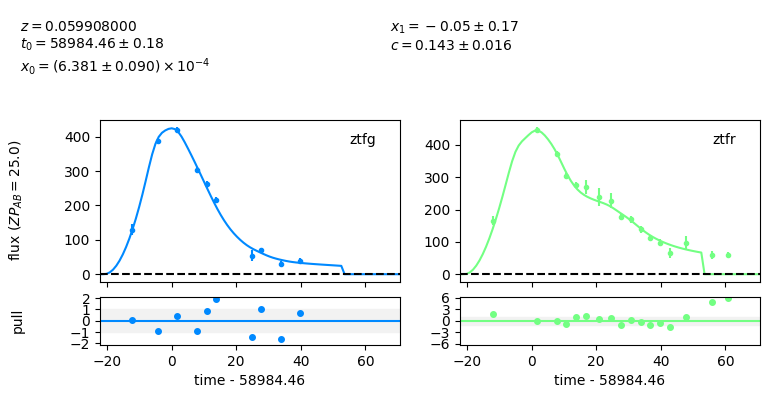 z = 0.059908000
t₀ = 58984.46 ± 0.18
x₀ = (6.381 ± 0.090) × 10⁻⁴
x₁ = −0.05 ± 0.17
c = 0.143 ± 0.016
flux (ZP_AB = 25.0)
ztfg
400
300
200
100
0
ztfr
400
300
200
100
0
pull
2
1
0
−1
−2
−20 0 20 40 60
time - 58984.46
6
3
0
−3
−6
−20 0 20 40 60
time - 58984.46